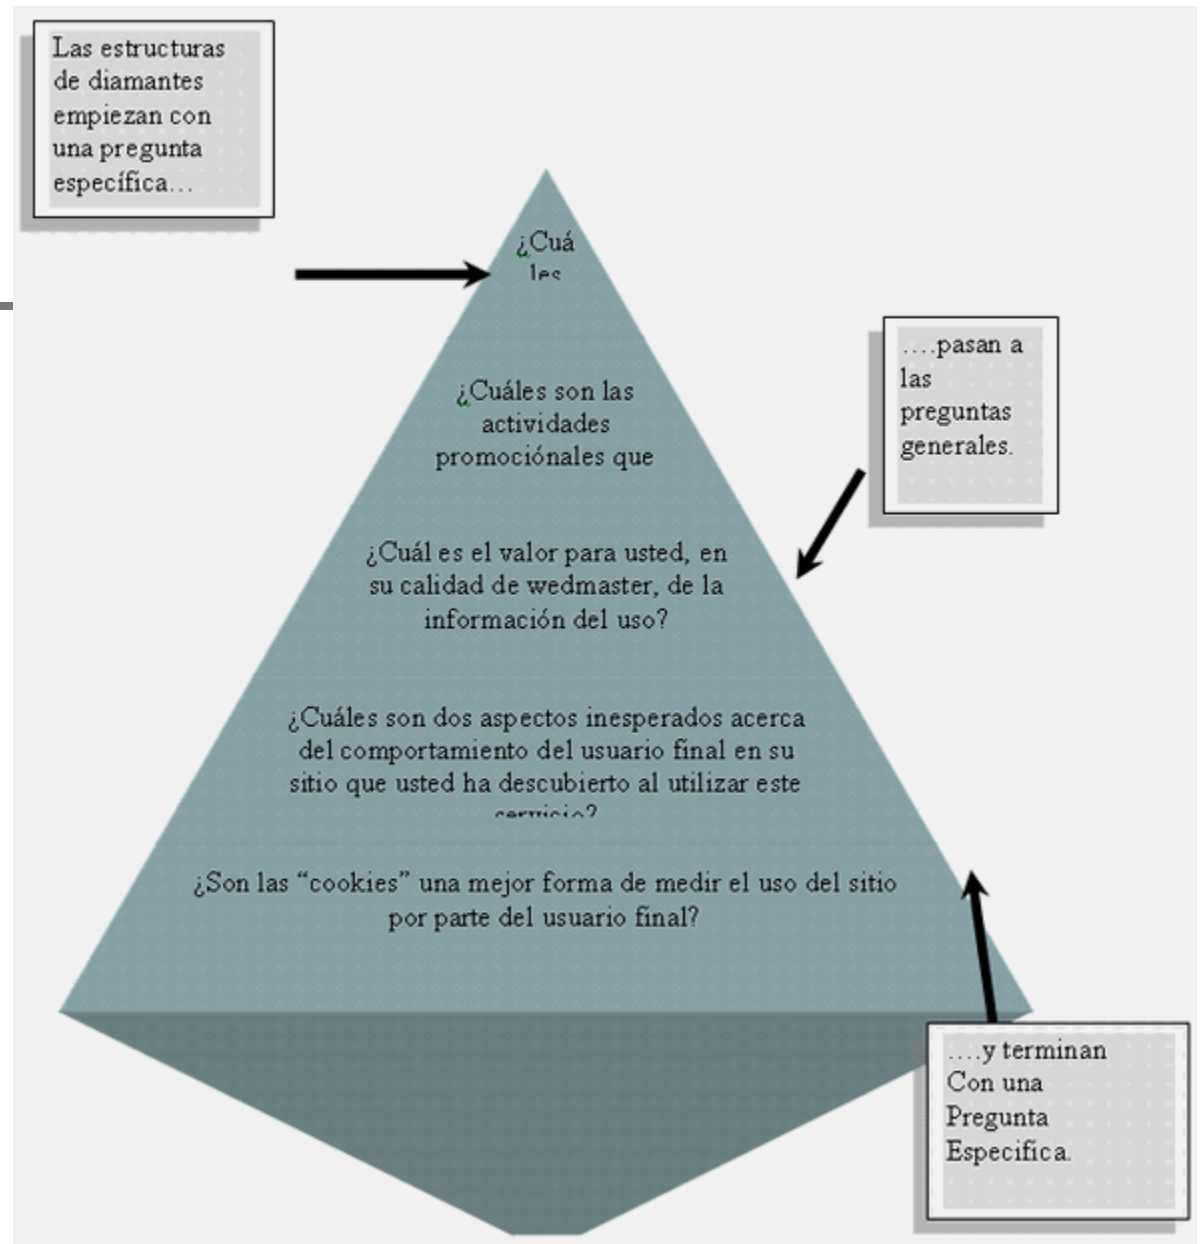 Las estructuras
de diamantes
empiezan con
una pregunta
específica...
¿Cuá
les
....pasan a
las
preguntas
generales.
¿Cuáles son las
actividades
promociónales que
¿Cuál es el valor para usted, en
su calidad de wedmaster, de la
información del uso?
¿Cuáles son dos aspectos inesperados acerca
del comportamiento del usuario final en su
sitio que usted ha descubierto al utilizar este
servicio?
¿Son las “cookies” una mejor forma de medir el uso del sitio
por parte del usuario final?
....y terminan
Con una
Pregunta
Especifica.